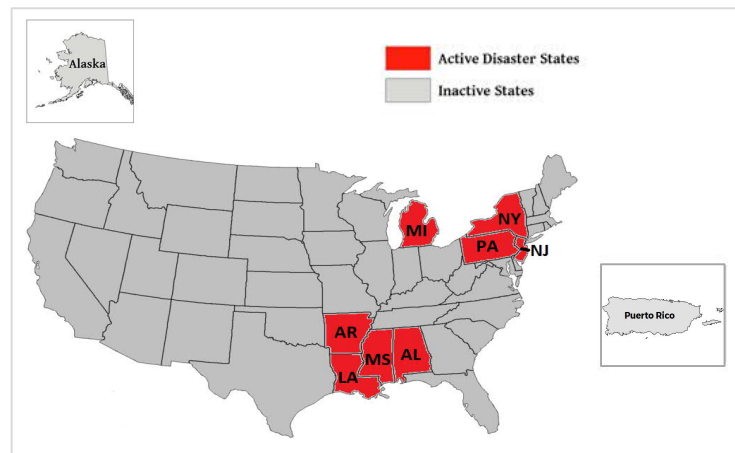 Alaska
Active Disaster States
Inactive States
MI
NY
PA
NJ
AR
MS
AL
LA
Puerto Rico